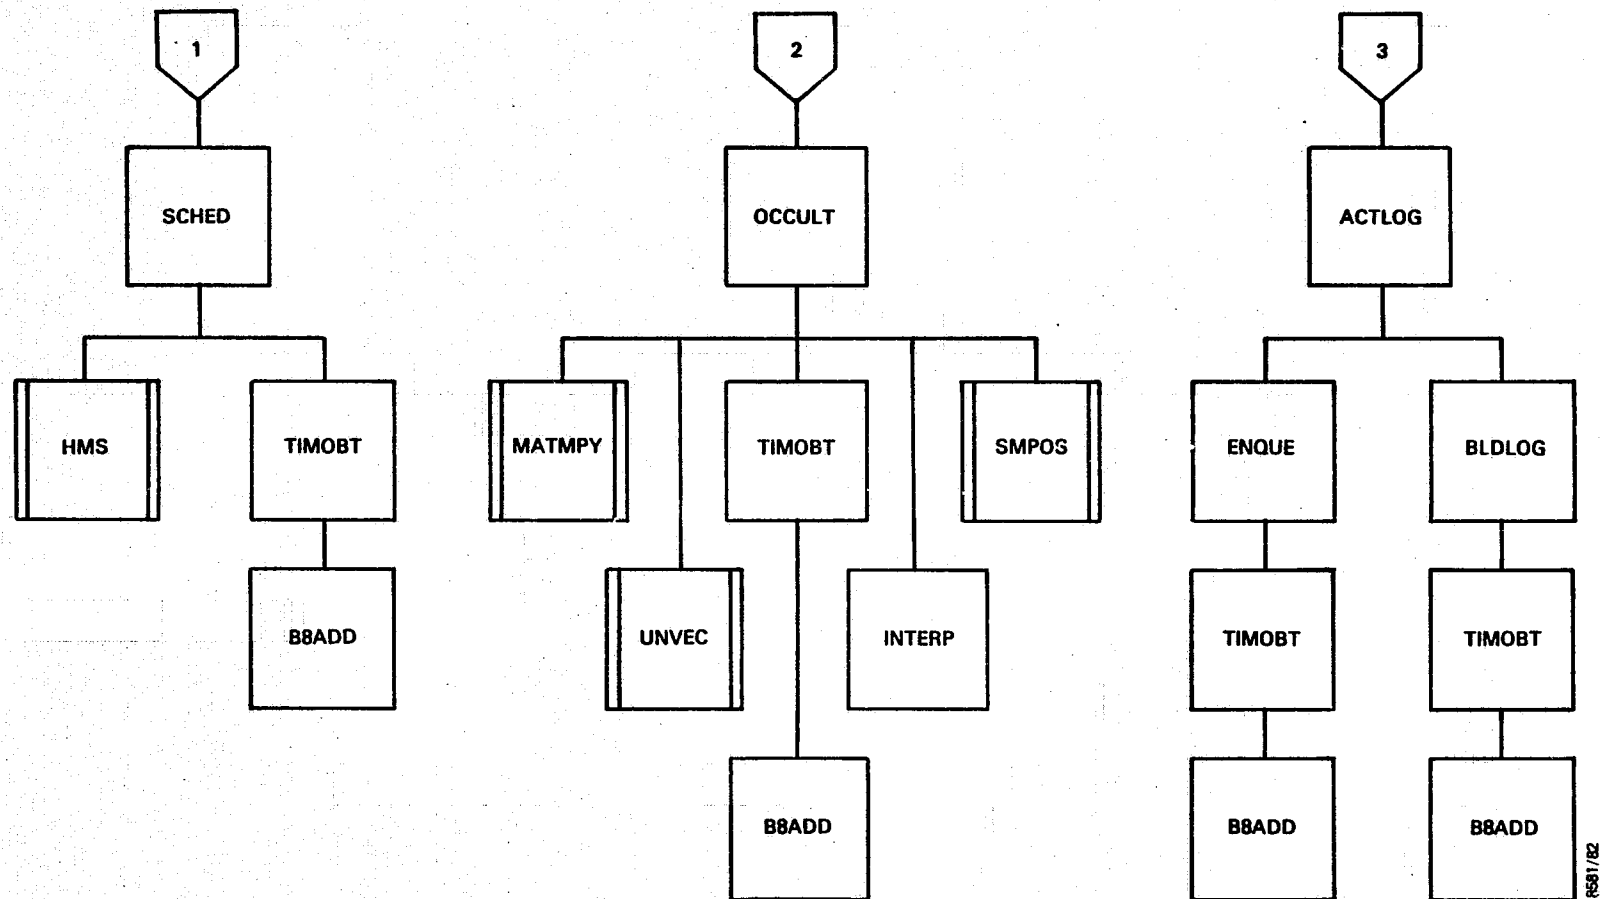 1
2
3
SCHED
OCCULT
ACTLOG
HMS
TIMOBT
MATMPY
TIMOBT
SMPOS
ENQUE
BLDLOG
B8ADD
UNVEC
INTERP
TIMOBT
TIMOBT
B8ADD
B8ADD
B8ADD
8581/82